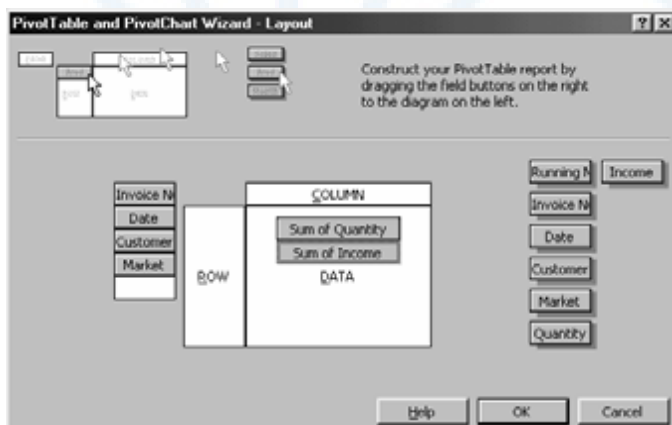 PivotTable and PivotChart Wizard - Layout
Construct your PivotTable report by
dragging the field buttons on the right
to the diagram on the left.
Invoice N
Date
Customer
Market
COLUMN
ROW
Sum of Quantity
Sum of Income
DATA
Running N
Income
Invoice N
Date
Customer
Market
Quantity
Help
OK
Cancel